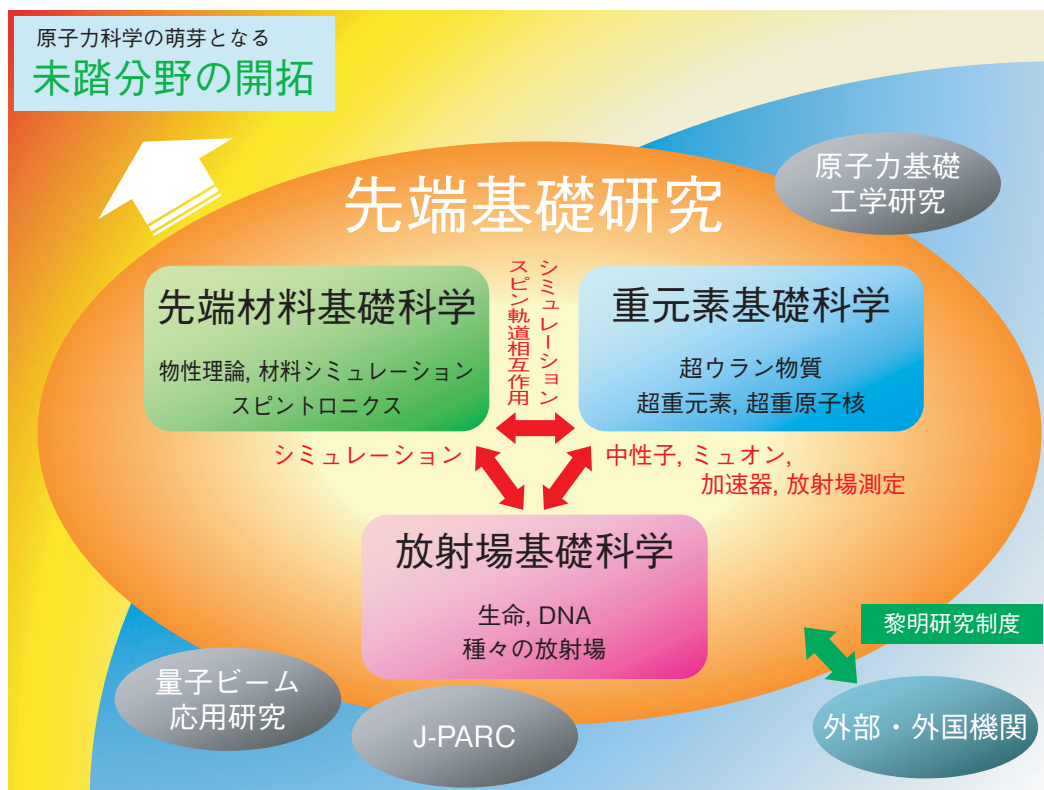 原子力科学の萌芽となる
未踏分野の開拓
原子力基礎
工学研究
先端基礎研究
先端材料基礎科学
物性理論, 材料シミュレーション
スピントロニクス
シミュレーション
スピン軌道相互作用
重元素基礎科学
超ウラン物質
超重元素, 超重原子核
シミュレーション
中性子, ミュオン,
加速器, 放射場測定
放射場基礎科学
生命, DNA
種々の放射場
黎明研究制度
量子ビーム
応用研究
J-PARC
外部・外国機関